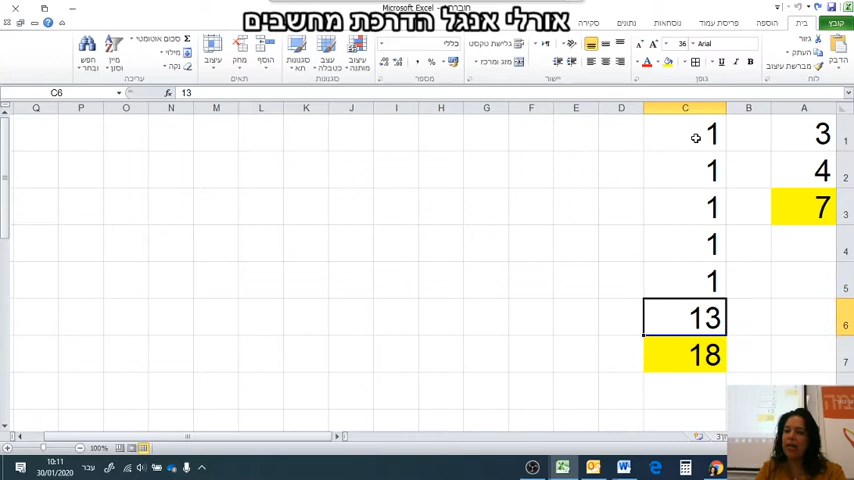 Microsoft Excel
אורלי אנגל הדרכת מחשבים
קובץ
בית
הוספה
פריסת עמוד
נוסחאות
נתונים
סקירה
הדבק
גזור
העתק
מברשת עיצוב
לוח
Arial
36
גופן
גלישת טקסט
מזג ומרכז
יישור
כללי
מספר
עיצוב מותנה
עצב כטבלה
סגנונות תא
סגנונות
הוסף
מחק
עיצוב
תאים
סכום אוטומטי
מילוי
נקה
מיין וסנן
חפש ובחר
עריכה
C6
fx
13
A B C D E F G H I J K L M N O P Q
1 3 1
2 4 1
3 7 1
4 1
5 1
6 13
7 18
100%
עבר
10:11
30/01/2020